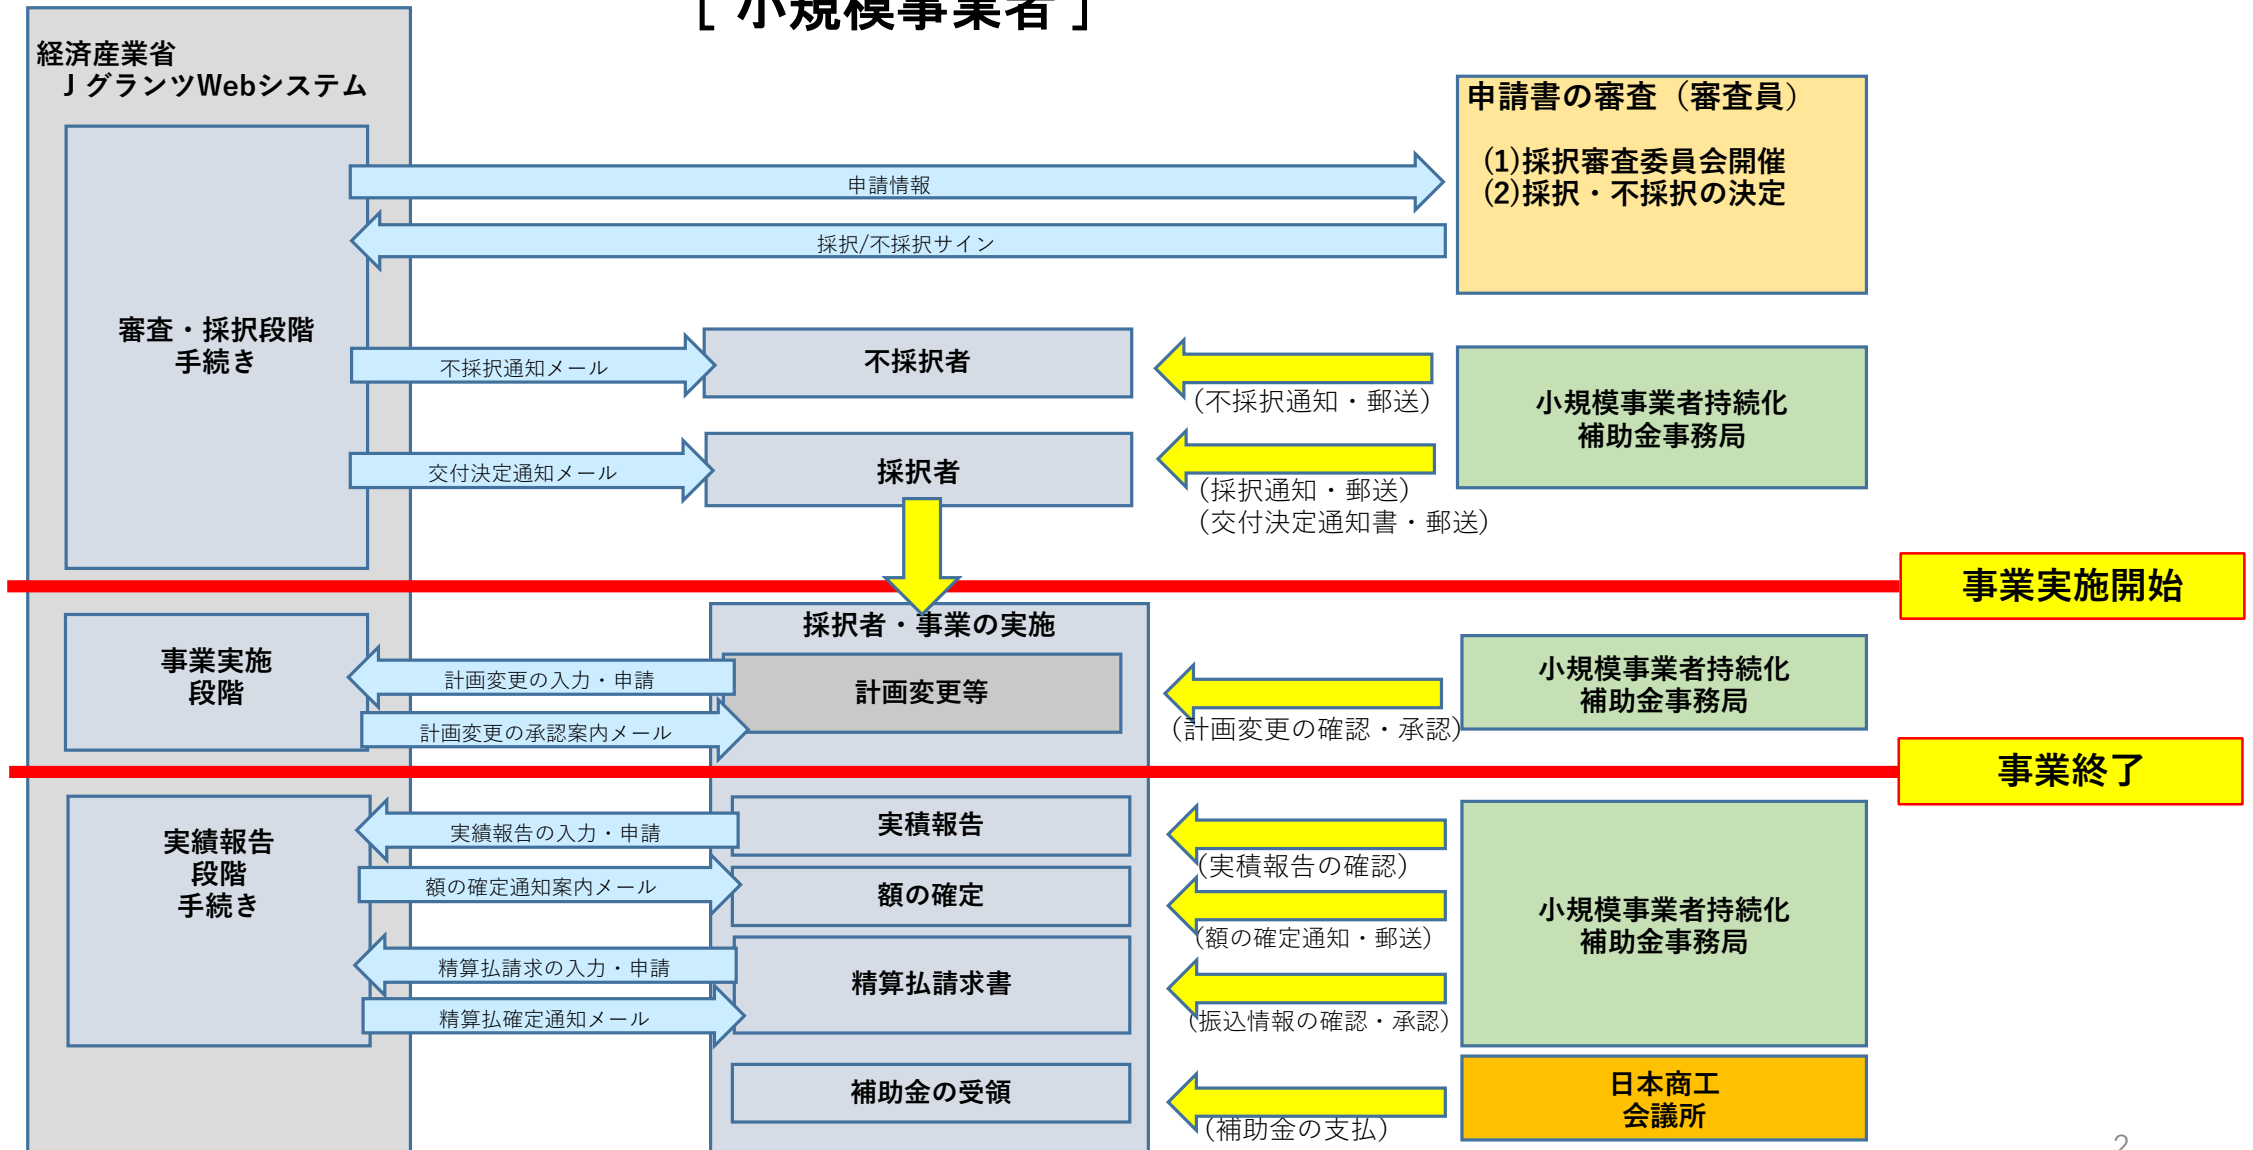 ［ 小規模事業者 ］
経済産業省
ＪグランツWebシステム
申請書の審査（審査員）
(1)採択審査委員会開催
(2)採択・不採択の決定
申請情報
採択/不採択サイン
審査・採択段階
手続き
不採択通知メール
不採択者
(不採択通知・郵送)
小規模事業者持続化
補助金事務局
交付決定通知メール
採択者
(採択通知・郵送)
(交付決定通知書・郵送)
事業実施開始
採択者・事業の実施
事業実施
段階
計画変更の入力・申請
計画変更の承認案内メール
計画変更等
(計画変更の確認・承認)
小規模事業者持続化
補助金事務局
事業終了
実績報告
段階
手続き
実績報告の入力・申請
実積報告
(実積報告の確認)
額の確定通知案内メール
額の確定
(額の確定通知・郵送)
小規模事業者持続化
補助金事務局
精算払請求の入力・申請
精算払確定通知メール
精算払請求書
(振込情報の確認・承認)
補助金の受領
(補助金の支払)
日本商工
会議所
2